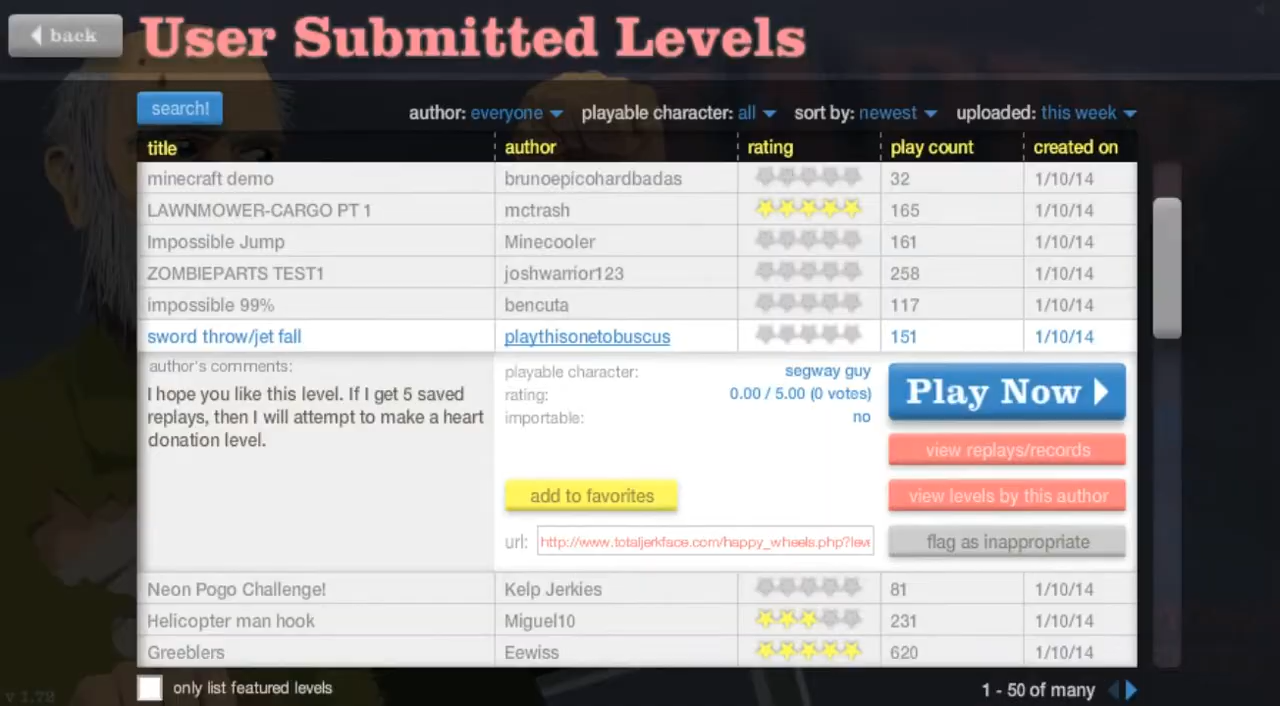 back
User Submitted Levels
search!
author: everyone playable character: all sort by: newest uploaded: this week
title author rating play count created on
minecraft demo brunoepicohardbadas 32 1/10/14
LAWNMOWER-CARGO PT 1 mctrash 165 1/10/14
Impossible Jump Minecooler 161 1/10/14
ZOMBIEPARTS TEST1 joshwarrior123 258 1/10/14
impossible 99% bencuta 117 1/10/14
sword throw/jet fall playthisonetobuscus 151 1/10/14
author's comments:
I hope you like this level. If I get 5 saved
replays, then I will attempt to make a heart
donation level.
playable character: segway guy
rating: 0.00 / 5.00 (0 votes)
importable: no
add to favorites
url: http://www.totaljerkface.com/happy_wheels.php?leve
Play Now
view replays/records
view levels by this author
flag as inappropriate
Neon Pogo Challenge! Kelp Jerkies 81 1/10/14
Helicopter man hook Miguel10 231 1/10/14
Greeblers Eewiss 620 1/10/14
only list featured levels
1 - 50 of many
v 1.72